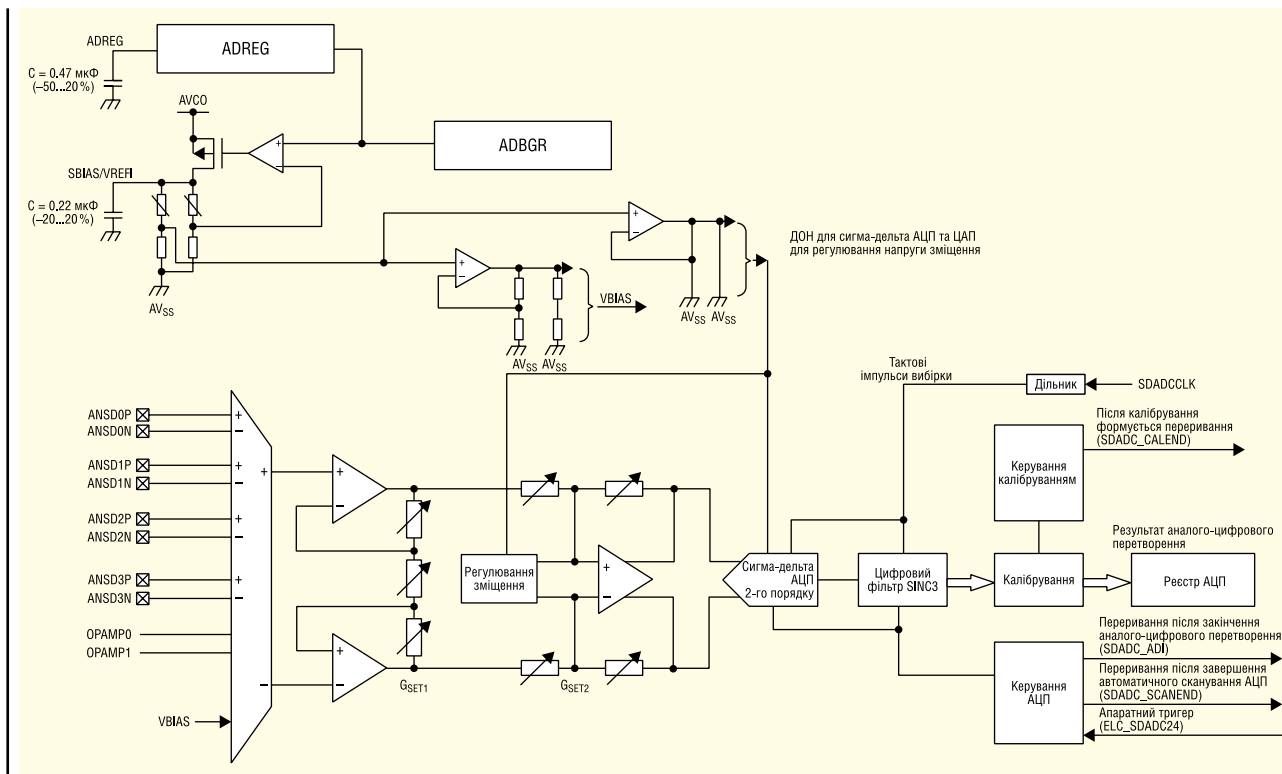 ADREG
ADREG
C = 0.47 мкФ
(–50...20 %)
AVCO
ADBGR
SBIAS/VREFI
C = 0.22 мкФ
(–20...20 %)
+
–
AVSS
+
–
+
–
VBIAS
AVSS
AVSS
AVSS
AVSS
ДОН для сигма-дельта АЦП та ЦАП
для регулювання напруги зміщення
Тактові
імпульси вибірки
Дільник
SDADCCLK
ANSD0P
ANSD0N
ANSD1P
ANSD1N
ANSD2P
ANSD2N
ANSD3P
ANSD3N
OPAMP0
OPAMP1
VBIAS
+
–
+
–
+
–
+
–
+
–
+
–
+
–
GSET1
Регулювання
зміщення
+
–
GSET2
Сигма-дельта
АЦП
2-го порядку
Цифровий
фільтр SINC3
Керування
калібруванням
Після калібрування
формується переривання
(SDADC_CALEND)
Калібрування
Результат аналого-цифрового
перетворення
Реєстр АЦП
Керування
АЦП
Переривання після закінчення
аналого-цифрового перетворення
(SDADC_ADI)
Переривання після завершення
автоматичного сканування АЦП
(SDADC_SCANEND)
Апаратний тригер
(ELC_SDADC24)